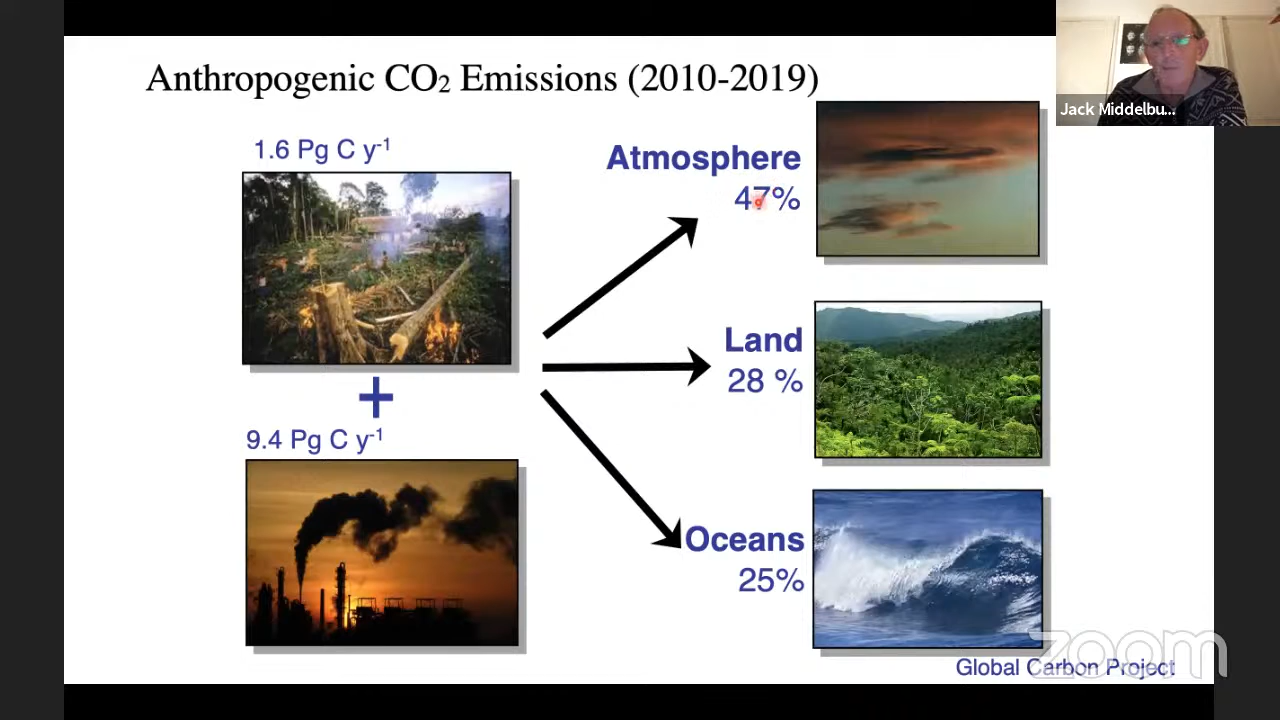 Anthropogenic CO₂ Emissions (2010-2019)
1.6 Pg C y⁻¹
+
9.4 Pg C y⁻¹
Atmosphere
47%
Land
28 %
Oceans
25%
Global Carbon Project
zoom
Jack Middelbu...